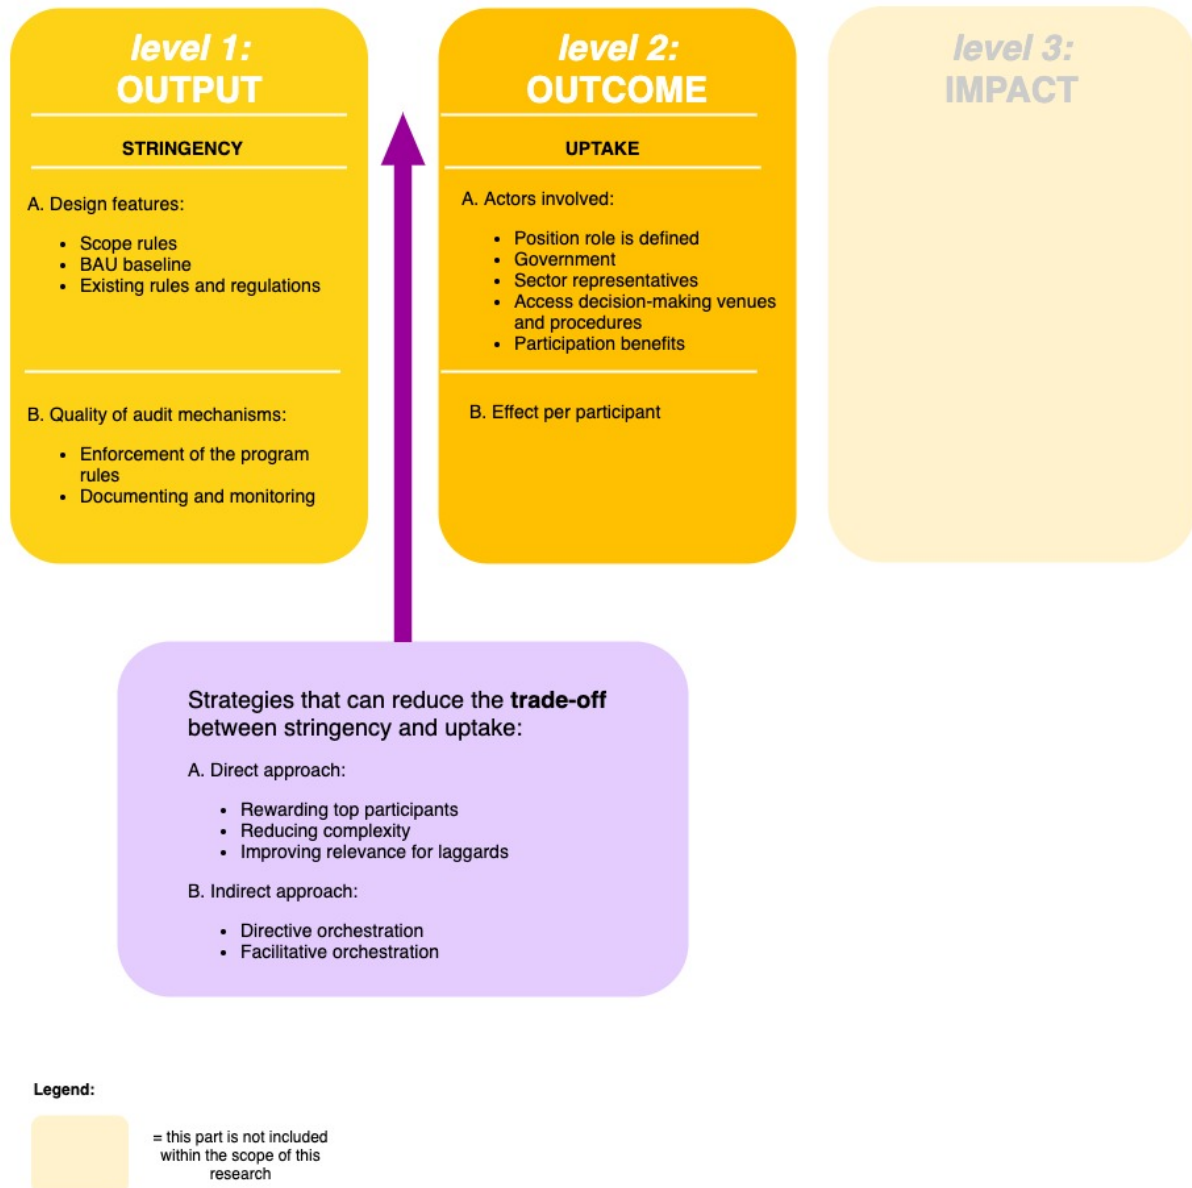 level 1:
OUTPUT
STRINGENCY
A. Design features:
• Scope rules
• BAU baseline
• Existing rules and regulations
B. Quality of audit mechanisms:
• Enforcement of the program
rules
• Documenting and monitoring
level 2:
OUTCOME
UPTAKE
A. Actors involved:
• Position role is defined
• Government
• Sector representatives
• Access decision-making venues
and procedures
• Participation benefits
B. Effect per participant
level 3:
IMPACT
Strategies that can reduce the trade-off
between stringency and uptake:
A. Direct approach:
• Rewarding top participants
• Reducing complexity
• Improving relevance for laggards
B. Indirect approach:
• Directive orchestration
• Facilitative orchestration
Legend:
= this part is not included
within the scope of this
research